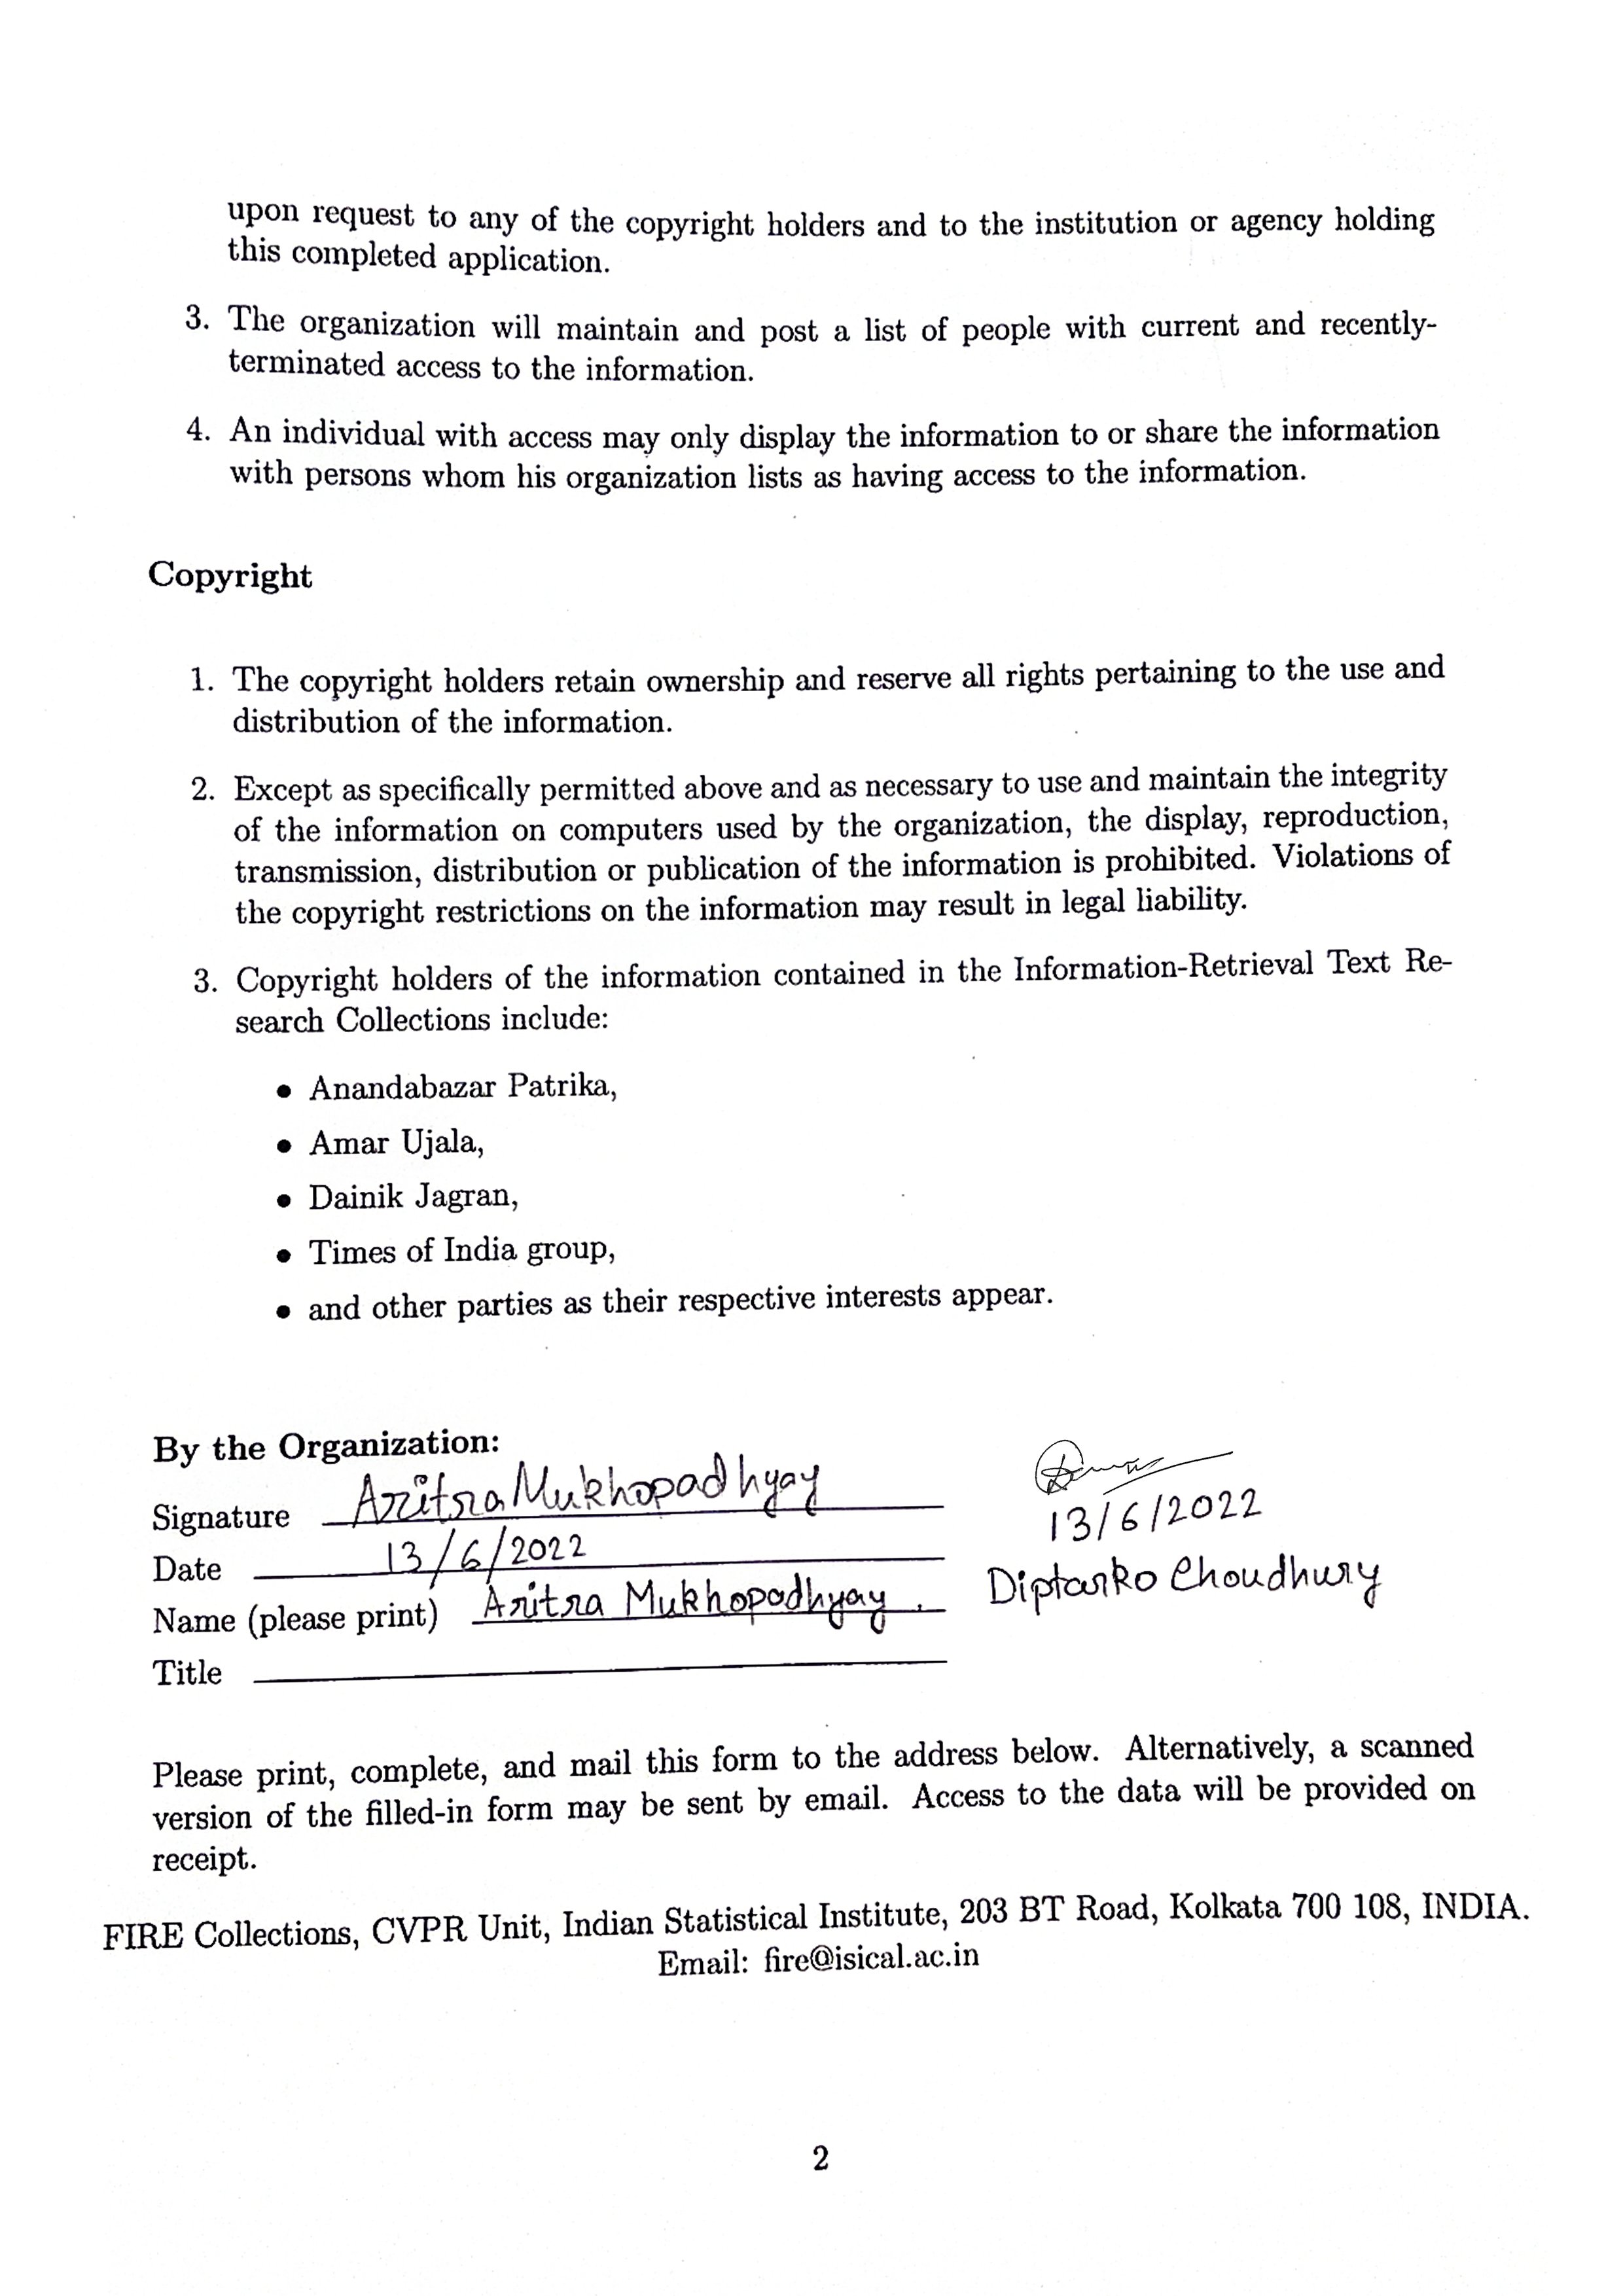 upon request to any of the copyright holders and to the institution or agency holding
this completed application.
3. The organization will maintain and post a list of people with current and recently-
terminated access to the information.
4. An individual with access may only display the information to or share the information
with persons whom his organization lists as having access to the information.
Copyright
1. The copyright holders retain ownership and reserve all rights pertaining to the use and
distribution of the information.
2. Except as specifically permitted above and as necessary to use and maintain the integrity
of the information on computers used by the organization, the display, reproduction,
transmission, distribution or publication of the information is prohibited. Violations of
the copyright restrictions on the information may result in legal liability.
3. Copyright holders of the information contained in the Information-Retrieval Text Re-
search Collections include:
• Anandabazar Patrika,
• Amar Ujala,
• Dainik Jagran,
• Times of India group,
• and other parties as their respective interests appear.
By the Organization:
Signature Aritra Mukhopadhyay
Date 13/6/2022
Name (please print) Aritra Mukhopadhyay.
Title
13/6/2022
Diptarko Choudhury
Please print, complete, and mail this form to the address below. Alternatively, a scanned
version of the filled-in form may be sent by email. Access to the data will be provided on
receipt.
FIRE Collections, CVPR Unit, Indian Statistical Institute, 203 BT Road, Kolkata 700 108, INDIA.
Email: fire@isical.ac.in
2